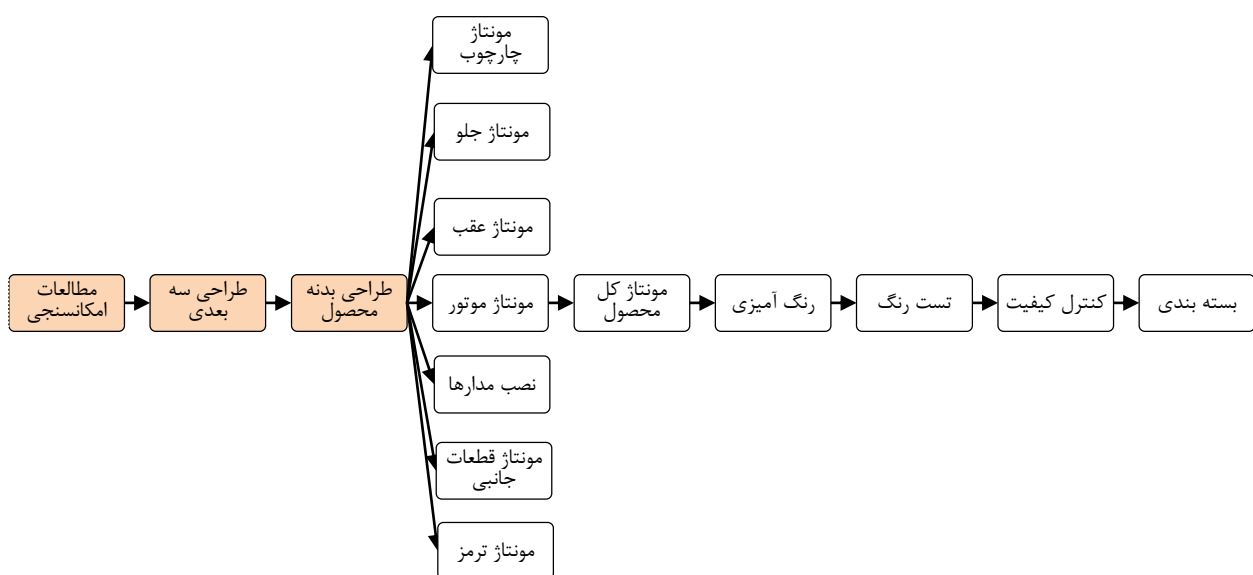 مونتاژ
چارچوب
مونتاژ جلو
مونتاژ عقب
مطالعات
امکانسنجی
طراحی سه
بعدی
طراحی بدنه
محصول
مونتاژ موتور
مونتاژ کل
محصول
رنگ آمیزی
تست رنگ
کنترل کیفیت
بسته بندی
نصب مدارها
مونتاژ قطعات
جانبی
مونتاژ ترمز